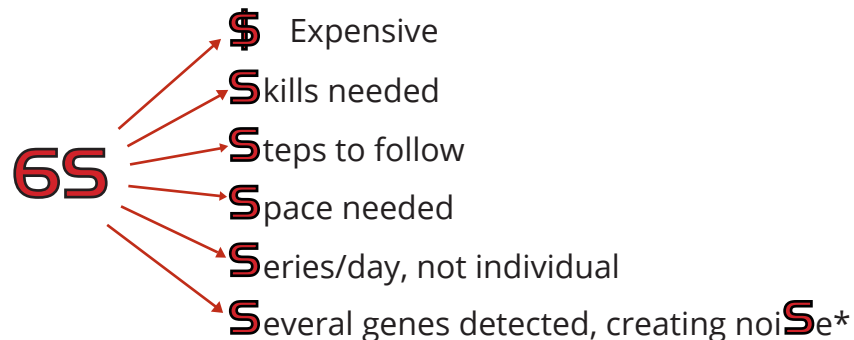 $ Expensive
Skills needed
Steps to follow
6S
Space needed
Series/day, not individual
Several genes detected, creating noiSe*